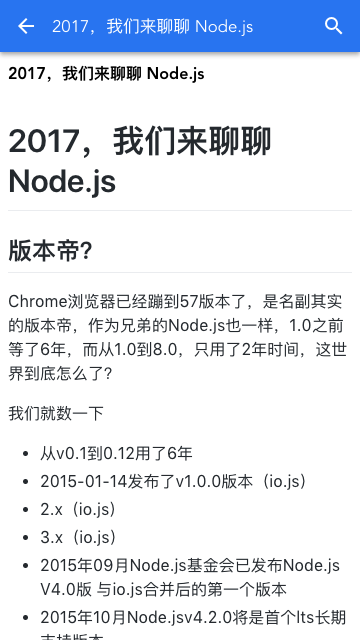 2017，我们来聊聊 Node.js
2017，我们来聊聊 Node.js
2017，我们来聊聊
Node.js
版本帝？
Chrome浏览器已经蹦到57版本了，是名副其实
的版本帝，作为兄弟的Node.js也一样，1.0之前
等了6年，而从1.0到8.0，只用了2年时间，这世
界到底怎么了？
我们就数一下
从v0.1到0.12用了6年
2015-01-14发布了v1.0.0版本（io.js）
2.x（io.js）
3.x（io.js）
2015年09月Node.js基金会已发布Node.js
V4.0版 与io.js合并后的第一个版本
2015年10月Node.jsv4.2.0将是首个lts长期
支持版本